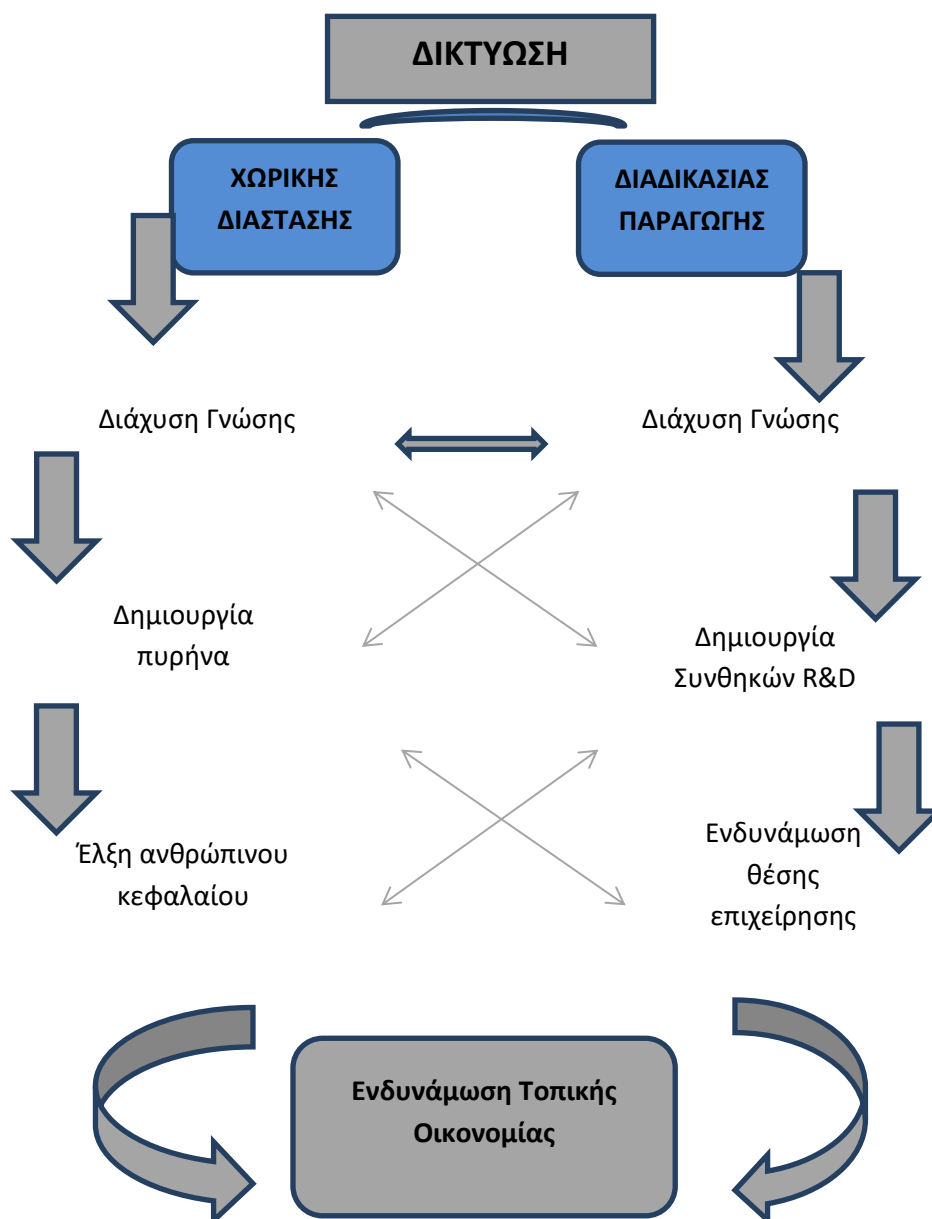 ΔΙΚΤΥΩΣΗ
ΧΩΡΙΚΗΣ
ΔΙΑΣΤΑΣΗΣ
ΔΙΑΔΙΚΑΣΙΑΣ
ΠΑΡΑΓΩΓΗΣ
Διάχυση Γνώσης
Διάχυση Γνώσης
Δημιουργία
πυρήνα
Δημιουργία
Συνθηκών R&D
Έλξη ανθρώπινου
κεφαλαίου
Ενδυνάμωση
θέσης
επιχείρησης
Ενδυνάμωση Τοπικής
Οικονομίας